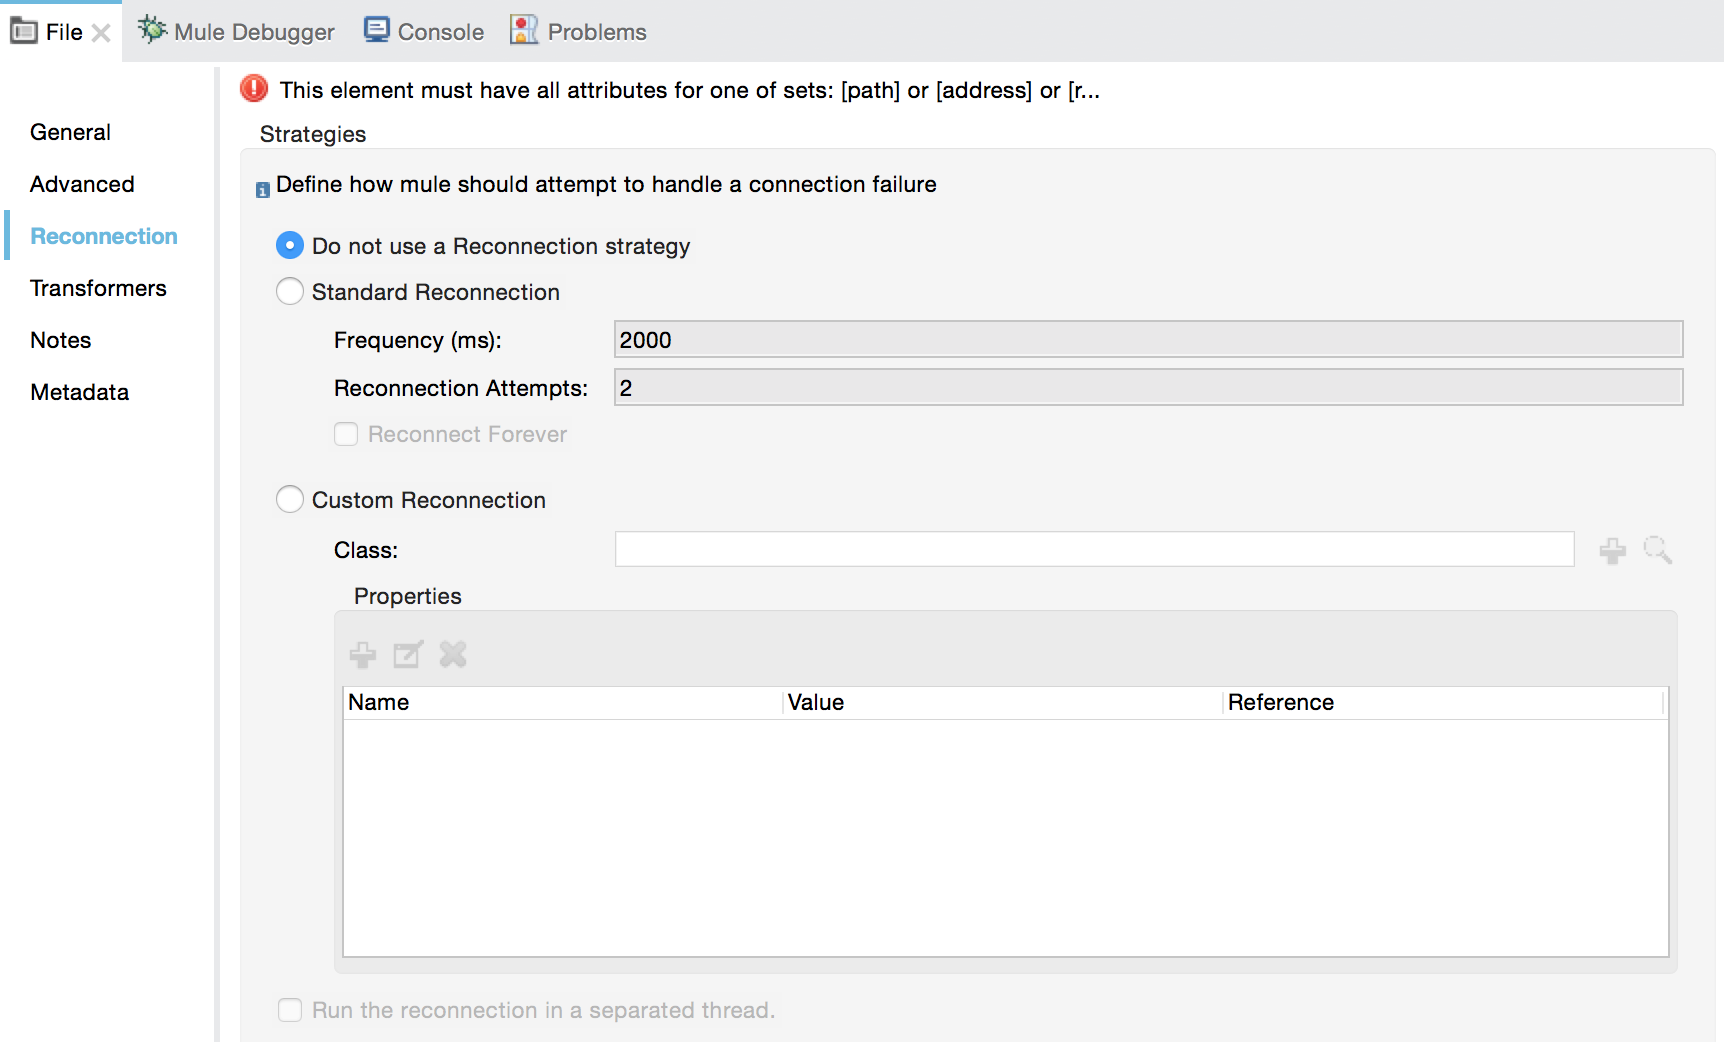 File Mule Debugger Console Problems
This element must have all attributes for one of sets: [path] or [address] or [r...
General
Advanced
Reconnection
Transformers
Notes
Metadata
Strategies
Define how mule should attempt to handle a connection failure
Do not use a Reconnection strategy
Standard Reconnection
Frequency (ms): 2000
Reconnection Attempts: 2
Reconnect Forever
Custom Reconnection
Class:
Properties
Name Value Reference
Run the reconnection in a separated thread.